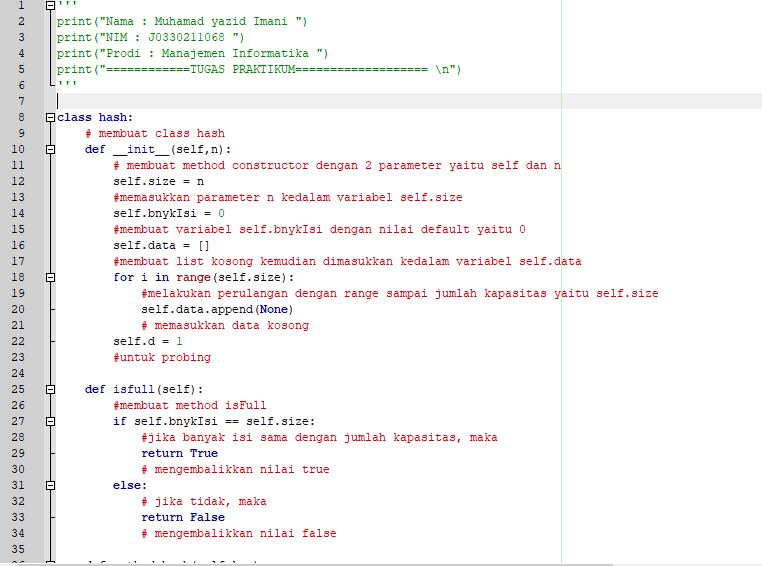 1 '''
2 print("Nama : Muhamad yazid Imani ")
3 print("NIM : J0330211068 ")
4 print("Prodi : Manajemen Informatika ")
5 print("============TUGAS PRAKTIKUM=================== \n")
6 '''
7
8 class hash:
9 # membuat class hash
10 def __init__(self,n):
11 # membuat method constructor dengan 2 parameter yaitu self dan n
12 self.size = n
13 #memasukkan parameter n kedalam variabel self.size
14 self.bnykIsi = 0
15 #membuat variabel self.bnykIsi dengan nilai default yaitu 0
16 self.data = []
17 #membuat list kosong kemudian dimasukkan kedalam variabel self.data
18 for i in range(self.size):
19 #melakukan perulangan dengan range sampai jumlah kapasitas yaitu self.size
20 self.data.append(None)
21 # memasukkan data kosong
22 self.d = 1
23 #untuk probing
24
25 def isfull(self):
26 #membuat method isFull
27 if self.bnykIsi == self.size:
28 #jika banyak isi sama dengan jumlah kapasitas, maka
29 return True
30 # mengembalikkan nilai true
31 else:
32 # jika tidak, maka
33 return False
34 # mengembalikkan nilai false
35